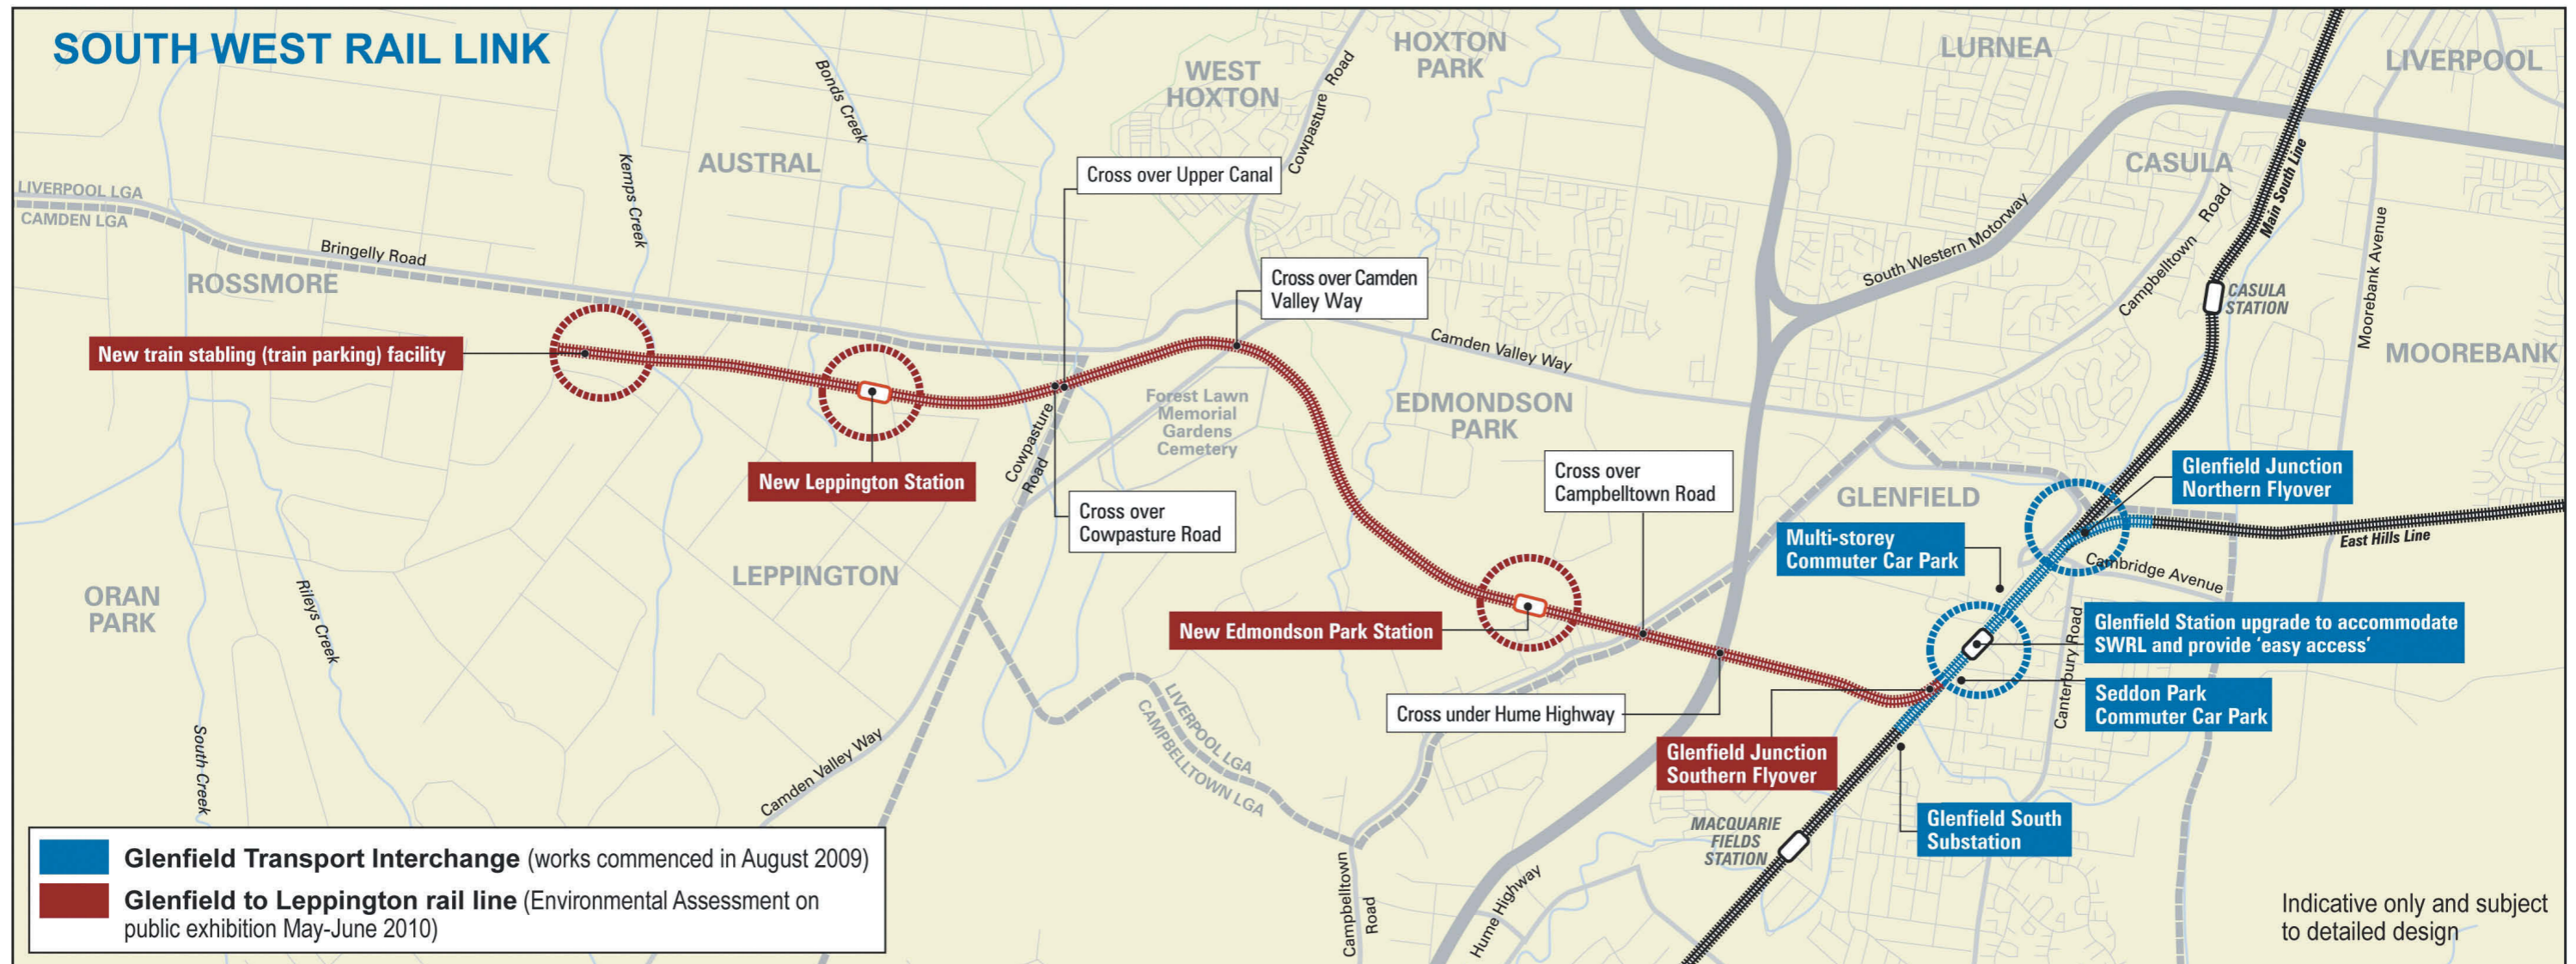 SOUTH WEST RAIL LINK
WEST
HOXTON
HOXTON
PARK
LURNEA
LIVERPOOL
Bonds Creek
Cowpasture Road
Kemps Creek
AUSTRAL
CASULA
Main South Line
Cross over Upper Canal
LIVERPOOL LGA
CAMDEN LGA
Bringelly Road
ROSSMORE
South Western Motorway
Campbelltown Road
Moorebank Avenue
CASULA
STATION
Cross over Camden
Valley Way
Camden Valley Way
MOOREBANK
New train stabling (train parking) facility
Forest Lawn
Memorial
Gardens
Cemetery
EDMONDSON
PARK
New Leppington Station
Cowpasture
Road
Cross over
Cowpasture Road
Cross over
Campbelltown Road
GLENFIELD
Glenfield Junction
Northern Flyover
Multi-storey
Commuter Car Park
East Hills Line
Cambridge Avenue
LEPPINGTON
ORAN
PARK
Rileys Creek
New Edmondson Park Station
Glenfield Station upgrade to accommodate
SWRL and provide ‘easy access’
Canterbury Road
Seddon Park
Commuter Car Park
Cross under Hume Highway
LIVERPOOL LGA
CAMPBELLTOWN LGA
South Creek
Camden Valley Way
Glenfield Junction
Southern Flyover
MACQUARIE
FIELDS
STATION
Glenfield South
Substation
Campbelltown
Road
Hume Highway
Glenfield Transport Interchange (works commenced in August 2009)
Glenfield to Leppington rail line (Environmental Assessment on
public exhibition May-June 2010)
Indicative only and subject
to detailed design